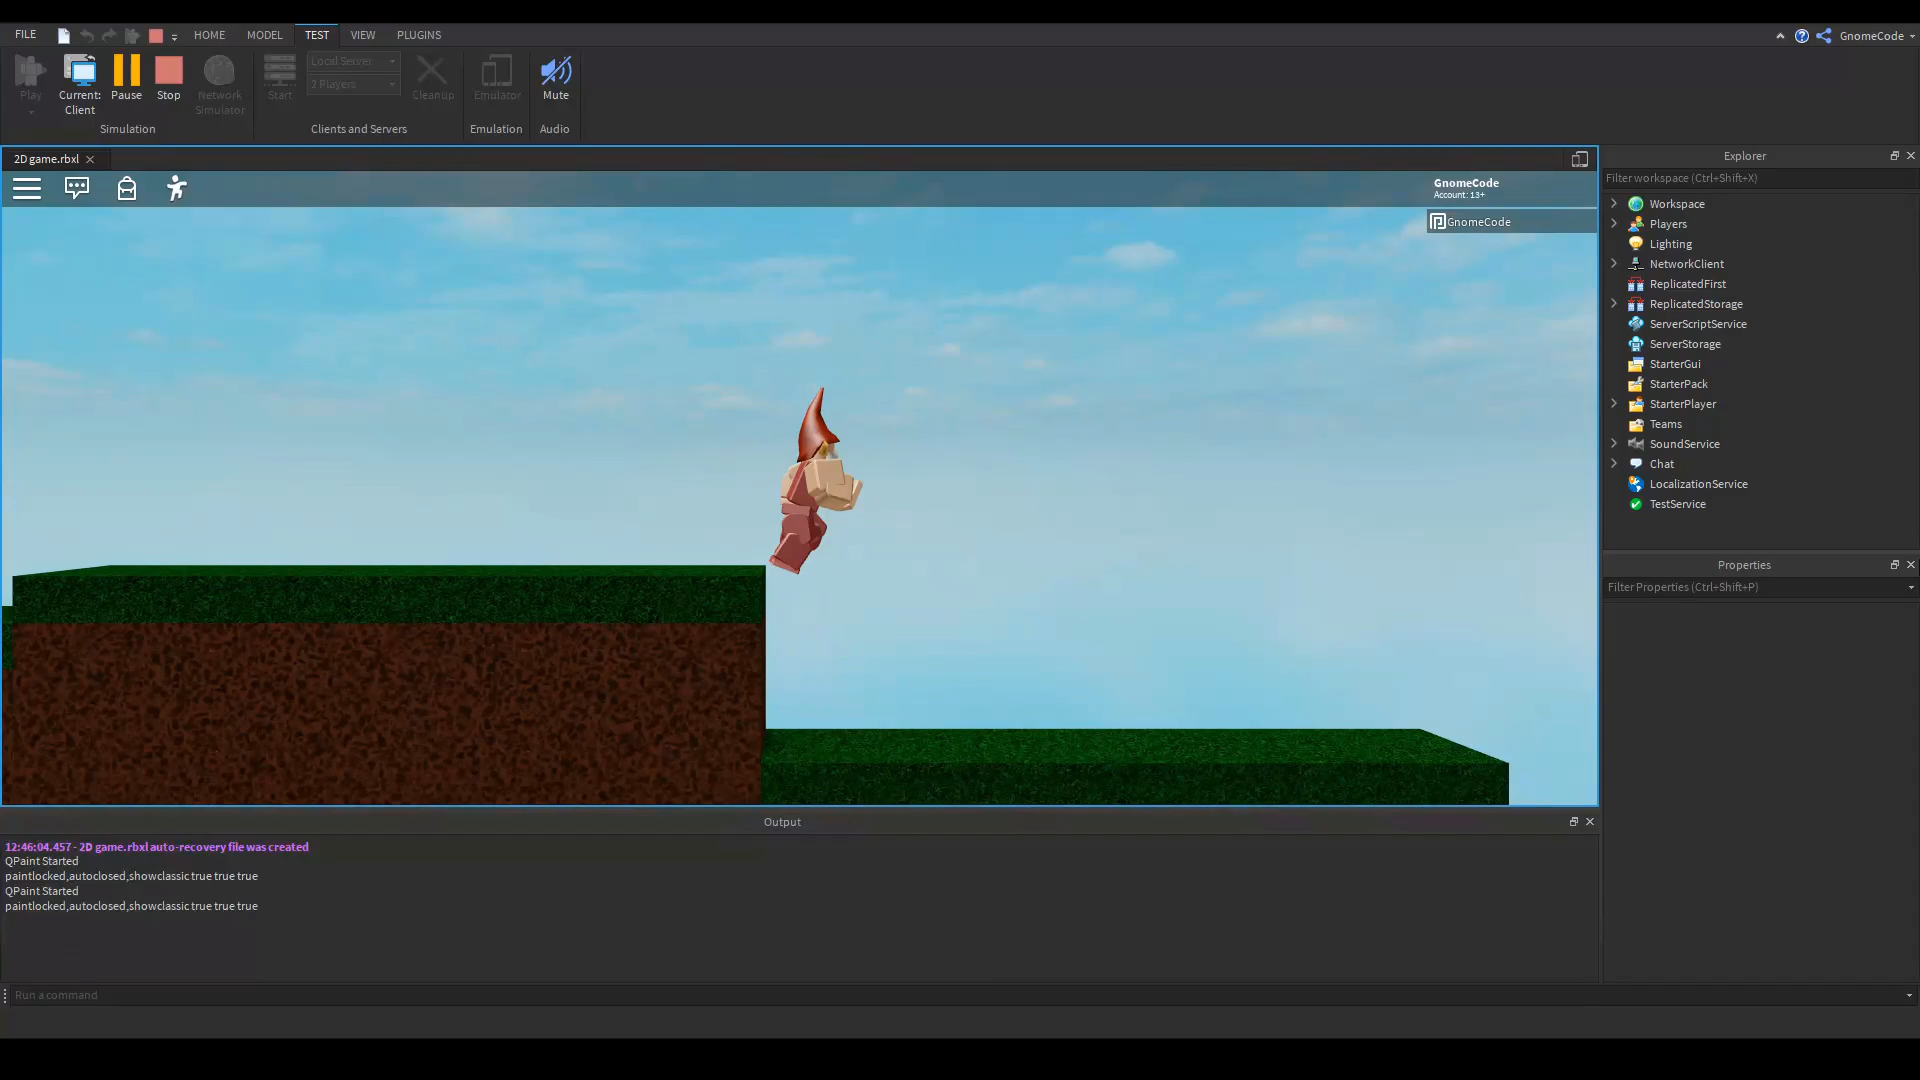 FILE HOME MODEL TEST VIEW PLUGINS GnomeCode
Play Current: Client Pause Stop Network Simulator Start Local Server 2 Players Cleanup Emulator Mute
Simulation Clients and Servers Emulation Audio
2D game.rbxl
GnomeCode
Account: 13+
GnomeCode
Explorer
Filter workspace (Ctrl+Shift+X)
Workspace
Players
Lighting
NetworkClient
ReplicatedFirst
ReplicatedStorage
ServerScriptService
ServerStorage
StarterGui
StarterPack
StarterPlayer
Teams
SoundService
Chat
LocalizationService
TestService
Properties
Filter Properties (Ctrl+Shift+P)
Output
12:46:04.457 - 2D game.rbxl auto-recovery file was created
QPaint Started
paintlocked,autoclosed,showclassic true true true
QPaint Started
paintlocked,autoclosed,showclassic true true true
Run a command